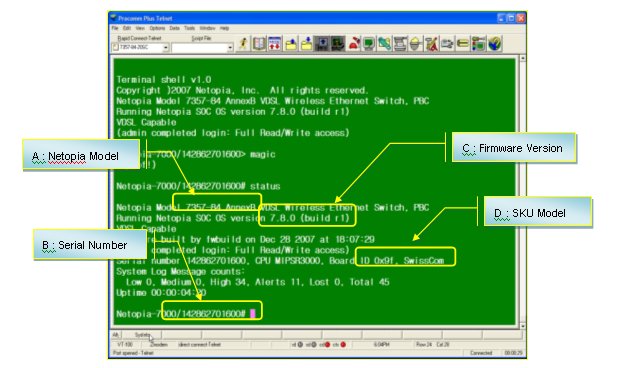 Procomm Plus Telnet
File Edit View Options Data Tools Window Help
Rapid Connect-Telnet Script File
7357-84-20SC
Terminal shell v1.0
Copyright )2007 Netopia, Inc. All rights reserved.
Netopia Model 7357-84 AnnexB VDSL Wireless Ethernet Switch, PBC
Running Netopia SOC OS version 7.8.0 (build r1)
VDSL Capable
(admin completed login: Full Read/Write access)
pia-7000/142862701600> magic
t!)
Netopia-7000/142862701600# status
Netopia Model 7357-84 AnnexB VDSL Wireless Ethernet Switch, PBC
Running Netopia SOC OS version 7.8.0 (build r1)
VDSL Capable
re built by fwbuild on Dec 28 2007 at 18:07:29
completed login: Full Read/Write access)
Serial number 142862701600, CPU MIPSR3000, Board ID 0x9f, SwissCom
System Log Message counts:
Low 0, Medium 0, High 34, Alerts 11, Lost 0, Total 45
Uptime 00:00:04:20
Netopia-7000/142862701600#
A : Netopia Model
B : Serial Number
C : Firmware Version
D : SKU Model
Alt System
VT-100 Zmodem direct connect-Telnet rd sd cd cts 6:04PM Row 24 Col 28
Port opened - Telnet Connected 00:00:29